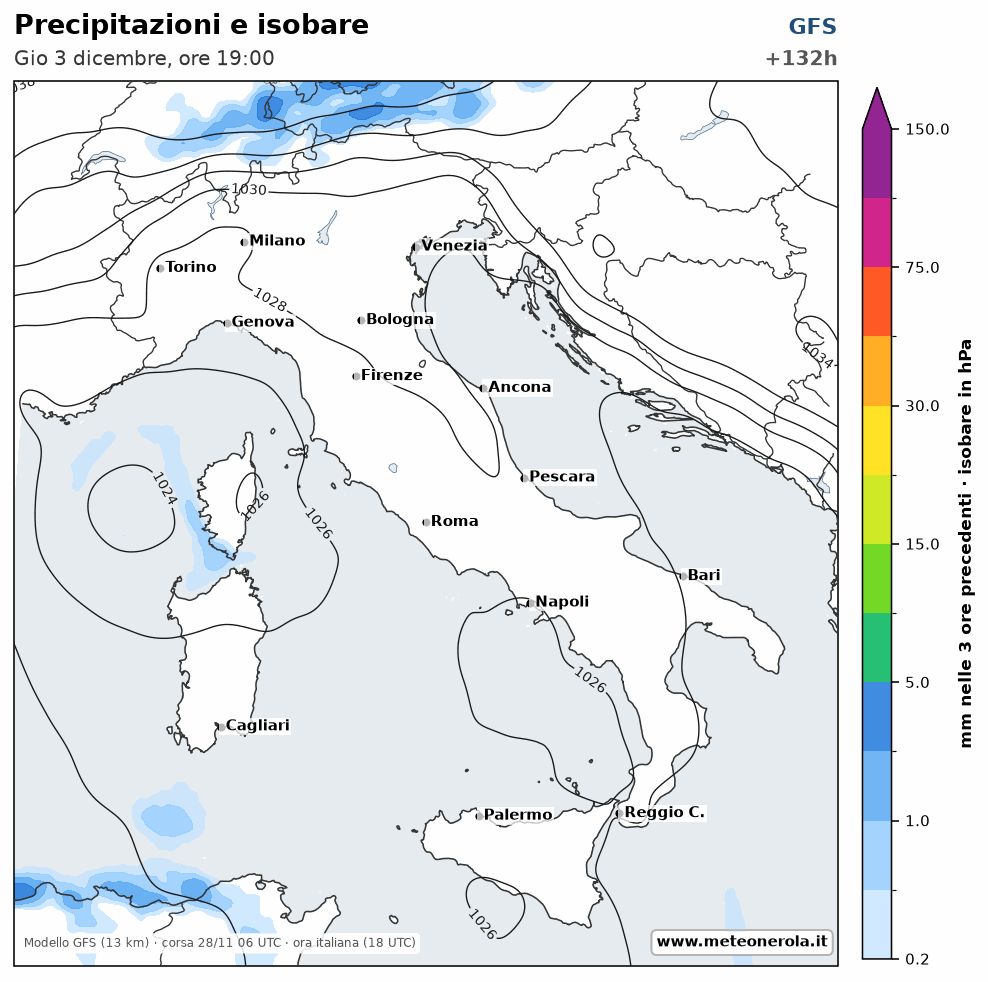 Precipitazioni e isobare
GFS
Gio 3 dicembre, ore 19:00
+132h
1030
Milano
Venezia
Torino
1028
Genova
Bologna
1034
Firenze
Ancona
Pescara
1024
1026
1026
Roma
Bari
Napoli
1026
Cagliari
Palermo
Reggio C.
1026
Modello GFS (13 km) · corsa 28/11 06 UTC · ora italiana (18 UTC)
www.meteonerola.it
150.0
75.0
30.0
15.0
5.0
1.0
0.2
mm nelle 3 ore precedenti · isobare in hPa